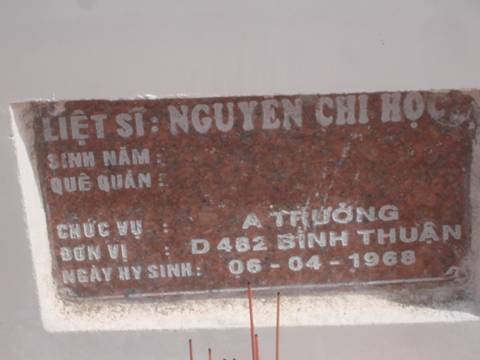 LIỆT SĨ: NGUYỄN CHI HỌC
SINH NĂM :
QUÊ QUÁN :
CHỨC VỤ : A TRƯỞNG
ĐƠN VỊ : D 482 BÌNH THUẬN
NGÀY HY SINH : 06 - 04 - 1968